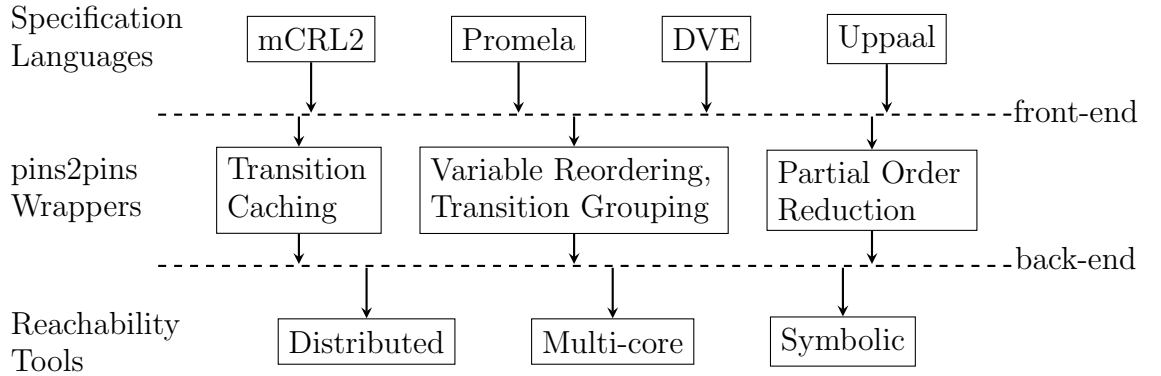 Specification
Languages
mCRL2
Promela
DVE
Uppaal
front-end
pins2pins
Wrappers
Transition
Caching
Variable Reordering,
Transition Grouping
Partial Order
Reduction
back-end
Reachability
Tools
Distributed
Multi-core
Symbolic